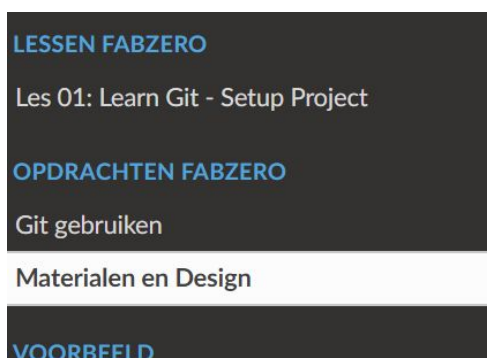 LESSEN FABZERO
Les 01: Learn Git - Setup Project
OPDRACHTEN FABZERO
Git gebruiken
Materialen en Design
VOORBEELD